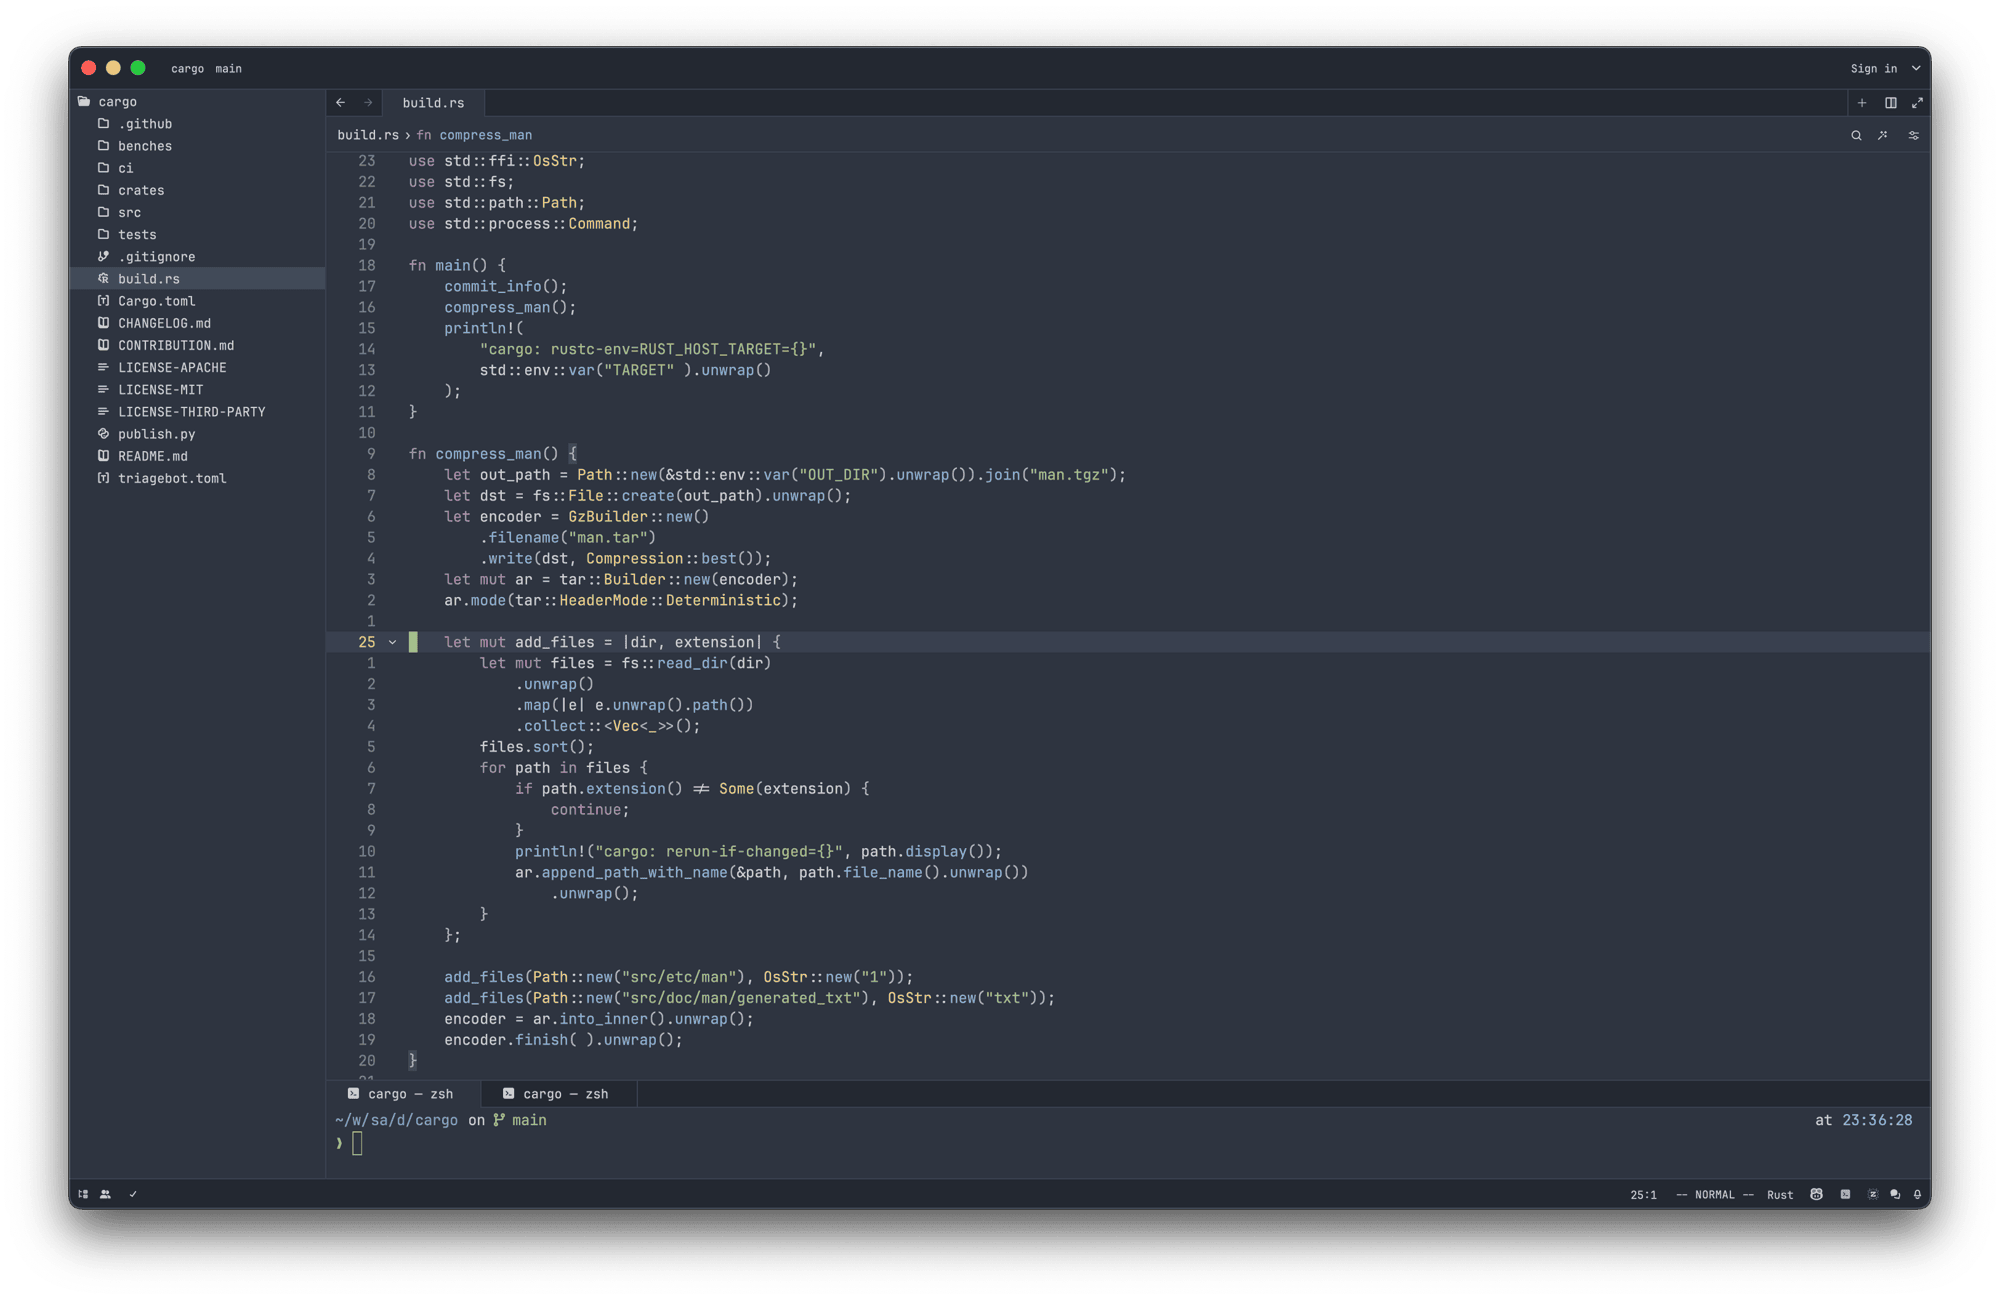 cargo main
Sign in
cargo
.github
benches
ci
crates
src
tests
.gitignore
build.rs
Cargo.toml
CHANGELOG.md
CONTRIBUTION.md
LICENSE-APACHE
LICENSE-MIT
LICENSE-THIRD-PARTY
publish.py
README.md
triagebot.toml
build.rs
build.rs › fn compress_man
23 use std::ffi::OsStr;
22 use std::fs;
21 use std::path::Path;
20 use std::process::Command;
19
18 fn main() {
17     commit_info();
16     compress_man();
15     println!(
14         "cargo: rustc-env=RUST_HOST_TARGET={}",
13         std::env::var("TARGET" ).unwrap()
12     );
11 }
10
9 fn compress_man() {
8     let out_path = Path::new(&std::env::var("OUT_DIR").unwrap()).join("man.tgz");
7     let dst = fs::File::create(out_path).unwrap();
6     let encoder = GzBuilder::new()
5         .filename("man.tar")
4         .write(dst, Compression::best());
3     let mut ar = tar::Builder::new(encoder);
2     ar.mode(tar::HeaderMode::Deterministic);
1
25     let mut add_files = |dir, extension| {
1         let mut files = fs::read_dir(dir)
2             .unwrap()
3             .map(|e| e.unwrap().path())
4             .collect::<Vec<_>>();
5         files.sort();
6         for path in files {
7             if path.extension() != Some(extension) {
8                 continue;
9             }
10             println!("cargo: rerun-if-changed={}", path.display());
11             ar.append_path_with_name(&path, path.file_name().unwrap())
12                 .unwrap();
13         }
14     };
15
16     add_files(Path::new("src/etc/man"), OsStr::new("1"));
17     add_files(Path::new("src/doc/man/generated_txt"), OsStr::new("txt"));
18     encoder = ar.into_inner().unwrap();
19     encoder.finish( ).unwrap();
20 }
cargo — zsh
cargo — zsh
~/w/sa/d/cargo on main
at 23:36:28
❯
25:1 -- NORMAL -- Rust